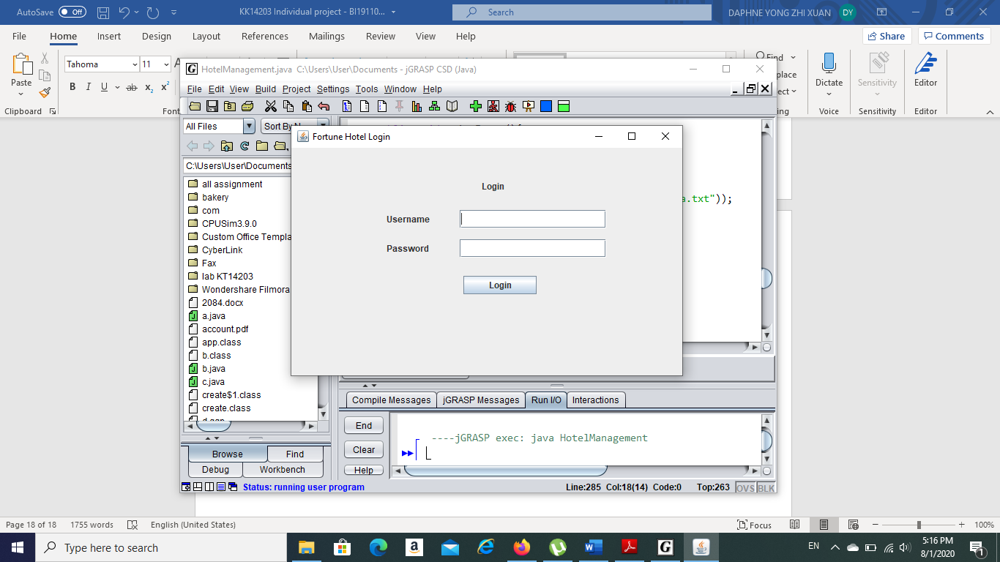 AutoSave Off KK14203 Individual project - BI19110... Search DAPHNE YONG ZHI XUAN DY
File Home Insert Design Layout References Mailings Review View Help Share Comments
Paste
Clipboard
Tahoma 11
B I U ab x2 x2
Find
Dictate
Voice
Sensitivity
Sensitivity
Editor
Editor
HotelManagement.java C:\Users\User\Documents - jGRASP CSD (Java)
File Edit View Build Project Settings Tools Window Help
All Files
C:\Users\User\Documents
all assignment
bakery
com
CPUSim3.9.0
Custom Office Templa
CyberLink
Fax
lab KT14203
Wondershare Filmora
2084.docx
a.java
account.pdf
app.class
b.class
b.java
c.java
create$1.class
create.class
Browse Find
Debug Workbench
Fortune Hotel Login
Login
Username
Password
Login
a.txt"));
Compile Messages jGRASP Messages Run I/O Interactions
End
Clear
Help
----jGRASP exec: java HotelManagement
Status: running user program
Line:285 Col:18(14) Code:0 Top:263 OVS BLK
Page 18 of 18 1755 words English (United States) Focus 100%
Type here to search
EN
5:16 PM
8/1/2020
1